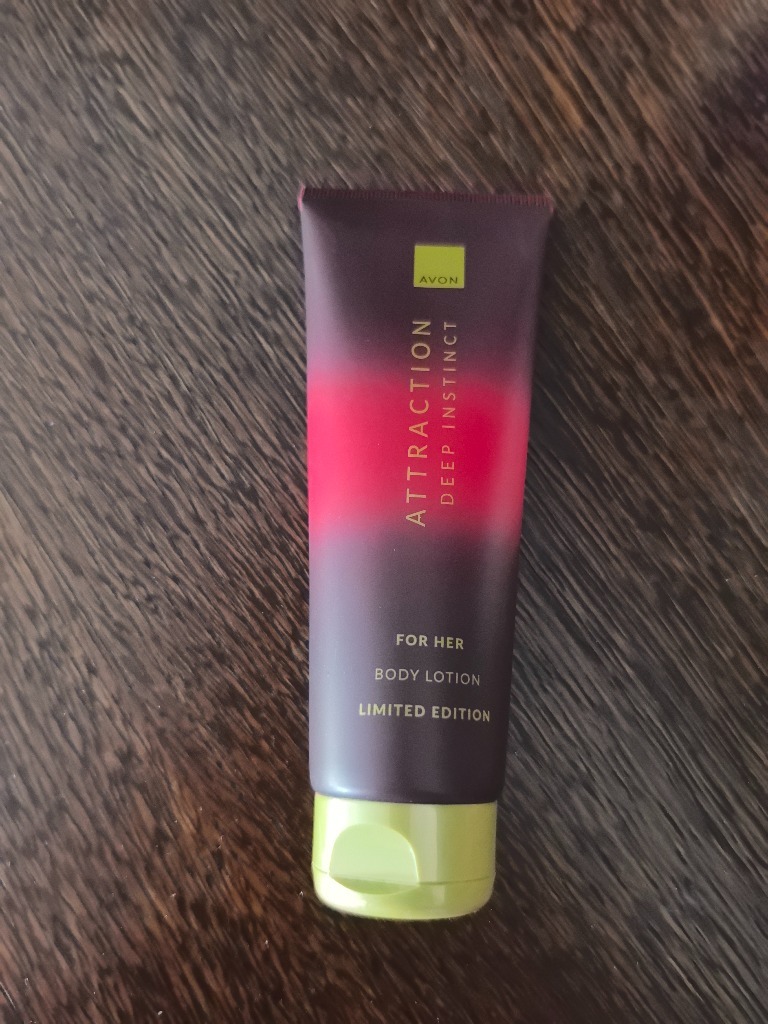 AVON
ATTRACTION
DEEP INSTINCT
FOR HER
BODY LOTION
LIMITED EDITION